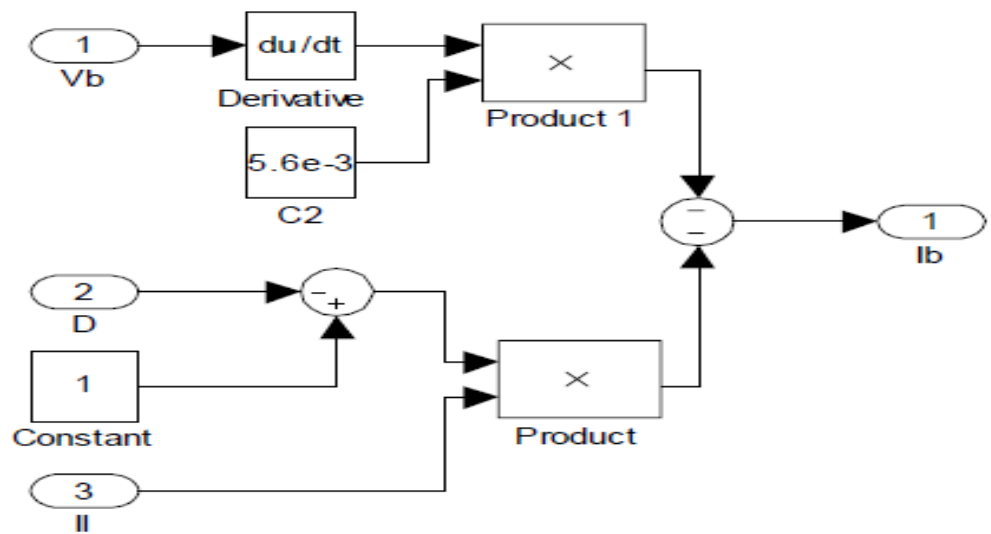 1
Vb
du/dt
Derivative
×
Product 1
5.6e-3
C2
−
−
1
Ib
2
D
−
+
1
Constant
×
Product
3
Il